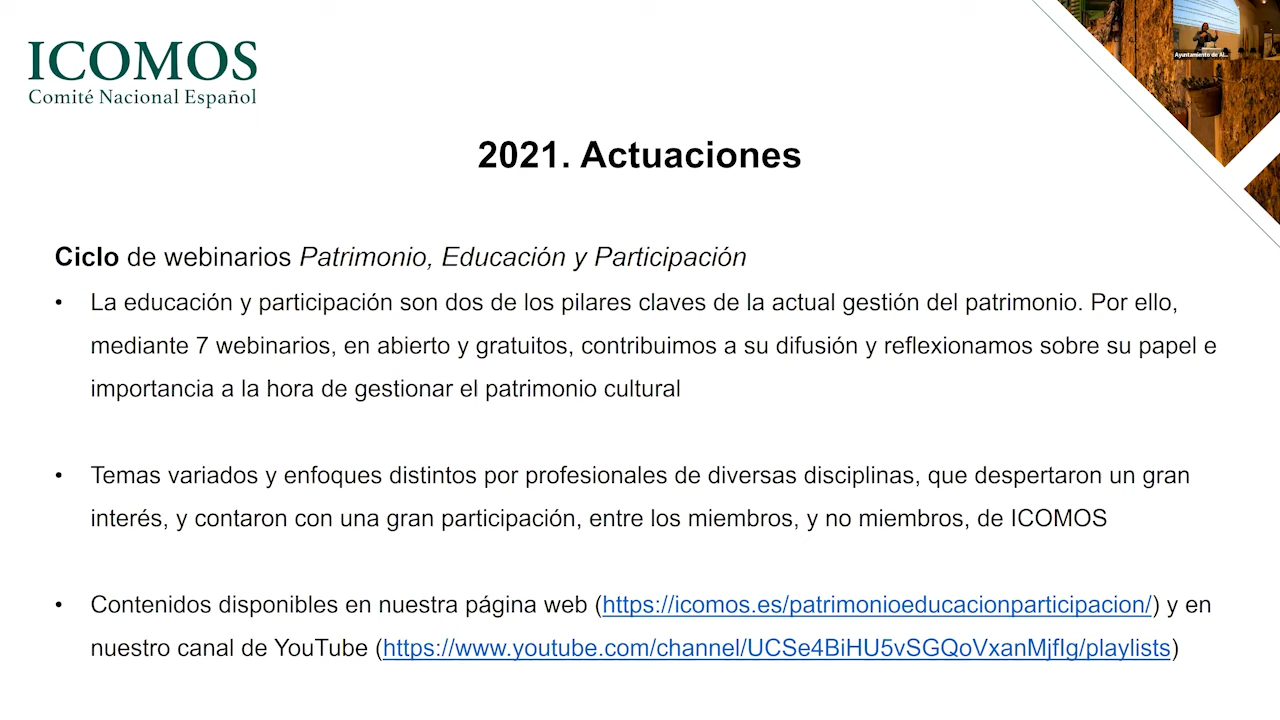 ICOMOS
Comité Nacional Español
Ayuntamiento de Al...
2021. Actuaciones
Ciclo de webinarios Patrimonio, Educación y Participación
• La educación y participación son dos de los pilares claves de la actual gestión del patrimonio. Por ello,
mediante 7 webinarios, en abierto y gratuitos, contribuimos a su difusión y reflexionamos sobre su papel e
importancia a la hora de gestionar el patrimonio cultural
• Temas variados y enfoques distintos por profesionales de diversas disciplinas, que despertaron un gran
interés, y contaron con una gran participación, entre los miembros, y no miembros, de ICOMOS
• Contenidos disponibles en nuestra página web (https://icomos.es/patrimonioeducacionparticipacion/) y en
nuestro canal de YouTube (https://www.youtube.com/channel/UCSe4BiHU5vSGQoVxanMjfIg/playlists)